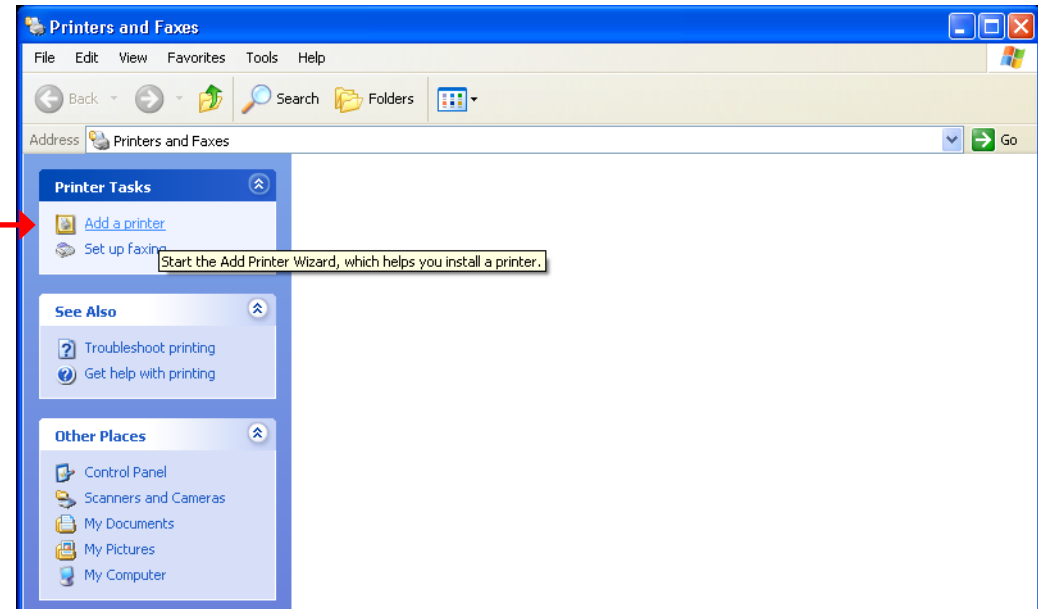 Printers and Faxes
File Edit View Favorites Tools Help
Back Search Folders
Address Printers and Faxes Go
Printer Tasks
Add a printer
Set up faxing
Start the Add Printer Wizard, which helps you install a printer.
See Also
Troubleshoot printing
Get help with printing
Other Places
Control Panel
Scanners and Cameras
My Documents
My Pictures
My Computer